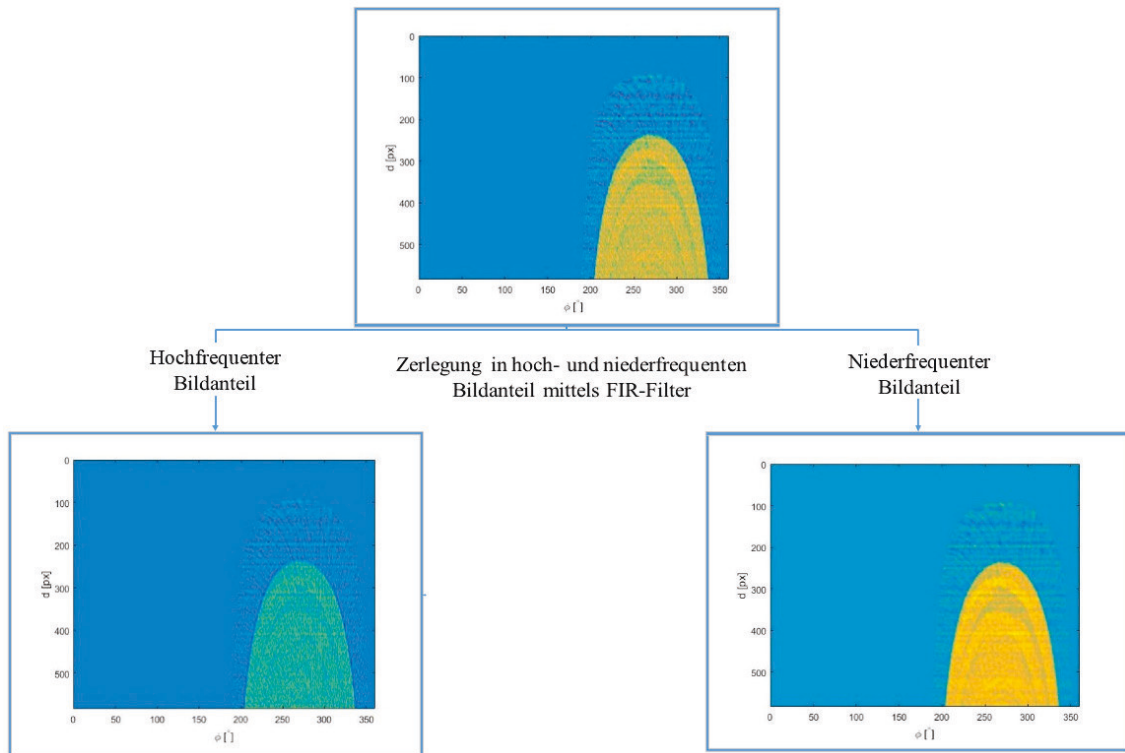 0
100
200
300
400
500
d [px]
0 50 100 150 200 250 300 350
ϕ [°]
Hochfrequenter
Bildanteil
Zerlegung in hoch- und niederfrequenten
Bildanteil mittels FIR-Filter
Niederfrequenter
Bildanteil
0
100
200
300
400
500
d [px]
0 50 100 150 200 250 300 350
ϕ [°]
0
100
200
300
400
500
d [px]
0 50 100 150 200 250 300 350
ϕ [°]